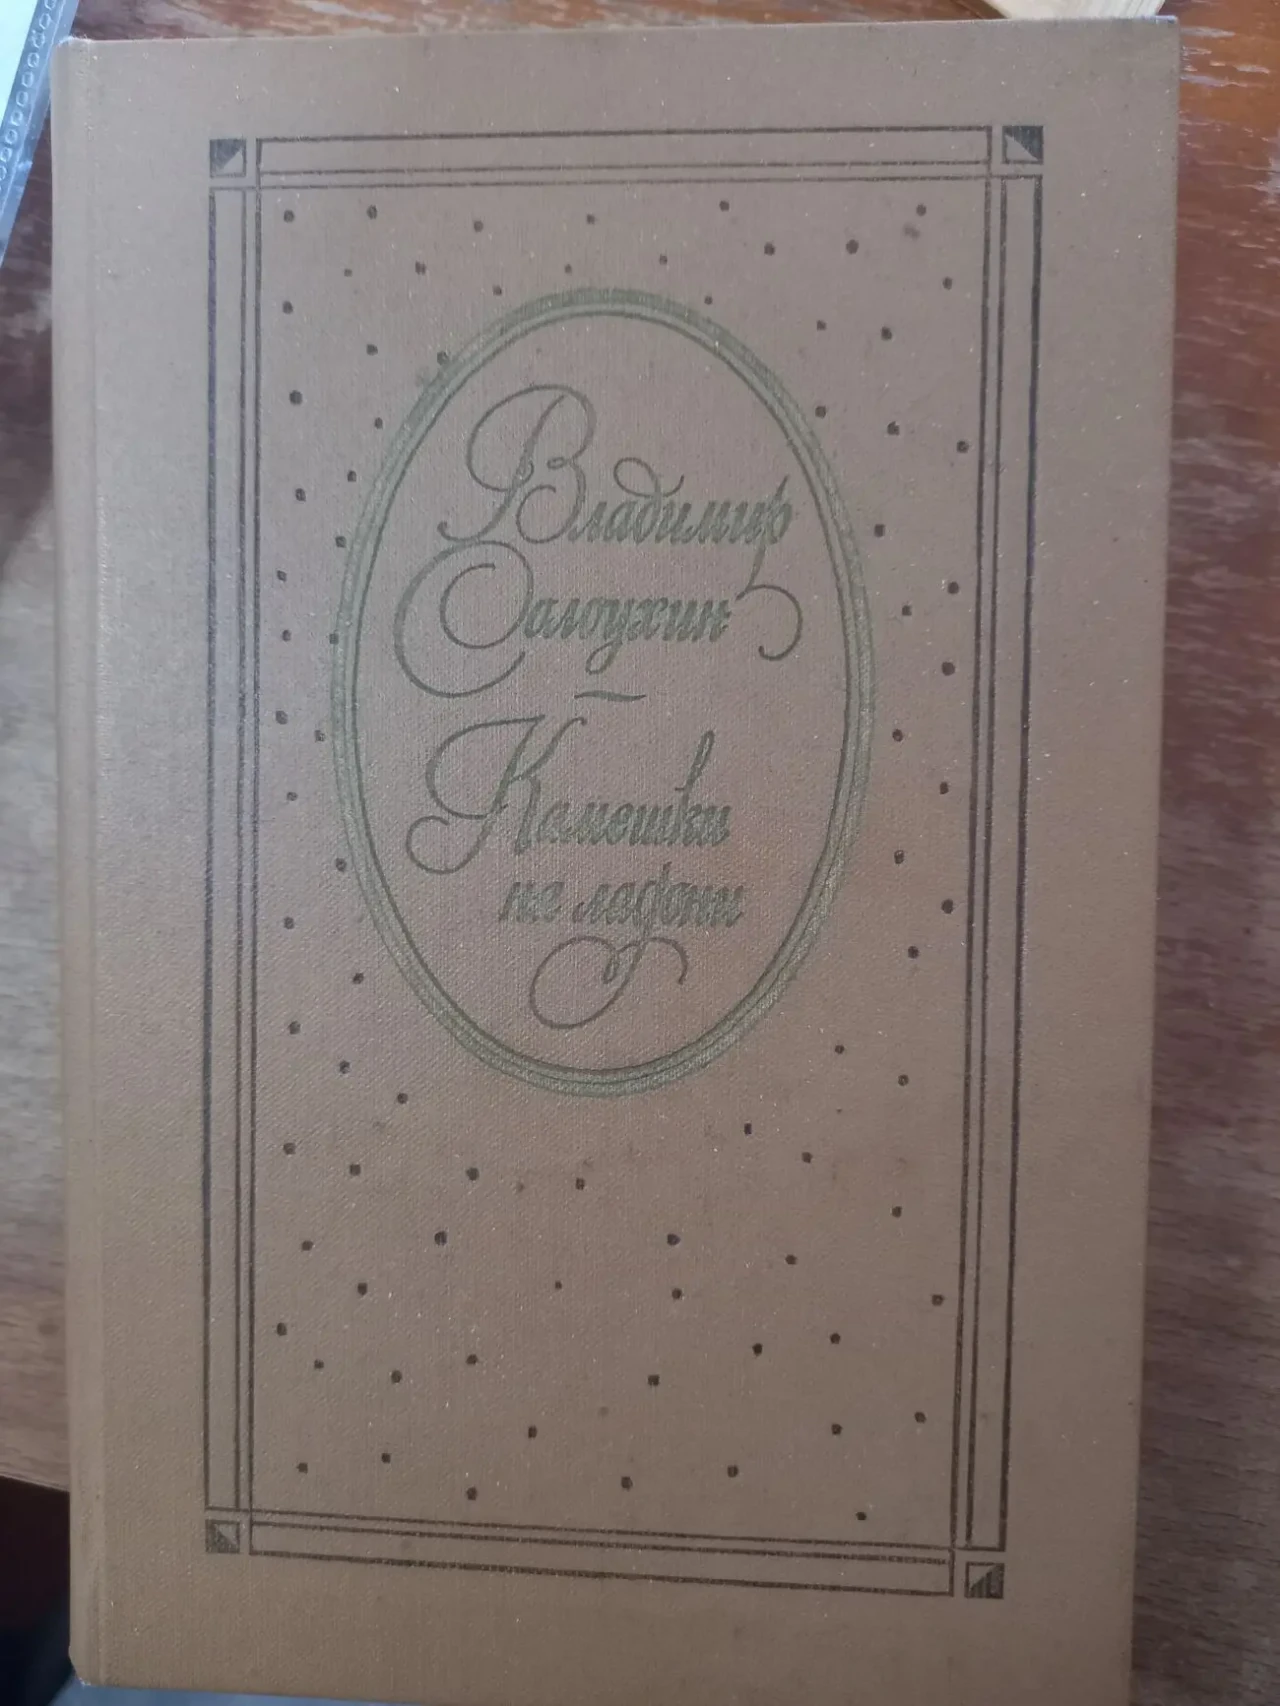 Владимир
Солоухин
Камешки
на ладони